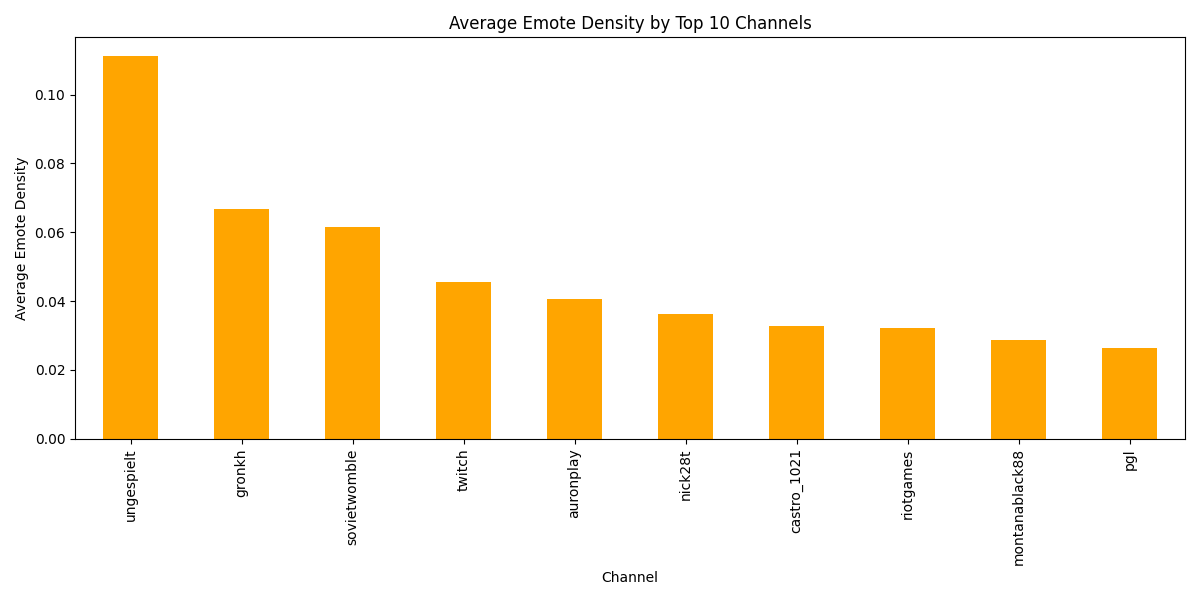 Average Emote Density by Top 10 Channels
Average Emote Density
0.10
0.08
0.06
0.04
0.02
0.00
ungespielt
gronkh
sovietwomble
twitch
auronplay
nick28t
castro_1021
riotgames
montanablack88
pgl
Channel